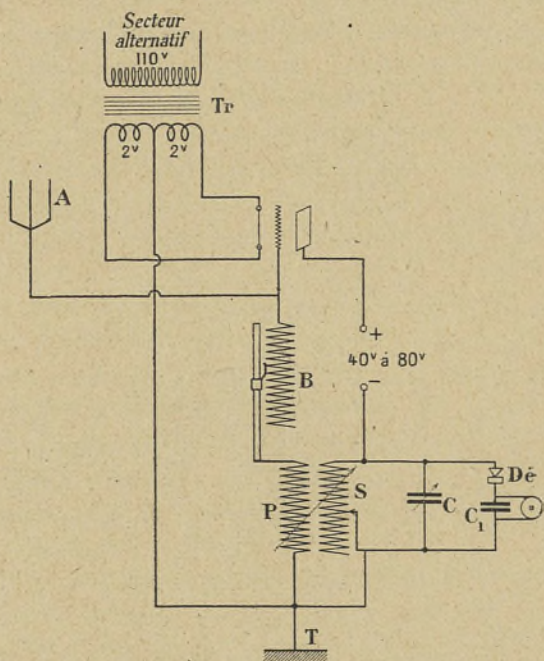 Secteur
alternatif
110v
Tr
2v 2v
A
+
40v à 80v
−
B
P
S
C
Dé
C1
T